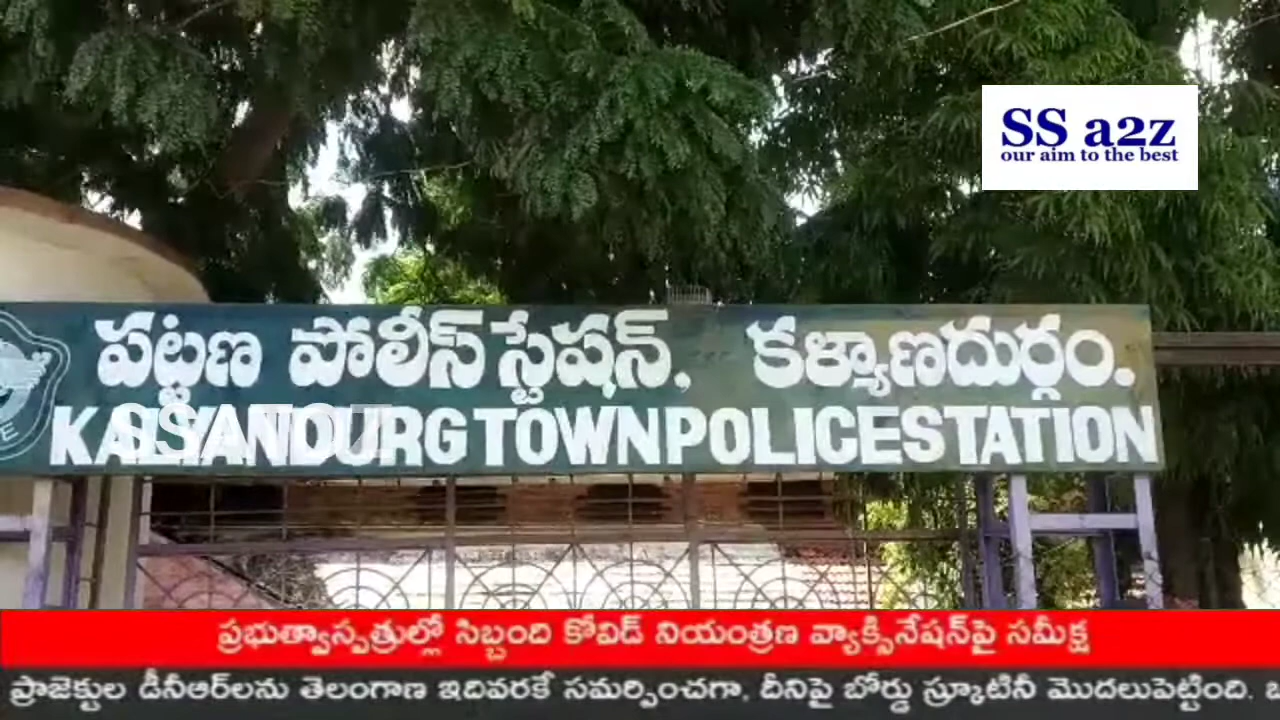 SS a2z
our aim to the best
పట్టణ పోలీస్ స్టేషన్, కళ్యాణదుర్గం.
KALYANDURG TOWN POLICE STATION
SSATOZ
ప్రభుత్వాస్పత్రుల్లో సిబ్బంది కోవిడ్ నియంత్రణ వ్యాక్సినేషన్‌పై సమీక్ష
ప్రాజెక్టుల డీపీఆర్‌లను తెలంగాణ ఇదివరకే సమర్పించగా, దీనిపై బోర్డు స్క్రూటినీ మొదలుపెట్టింది.